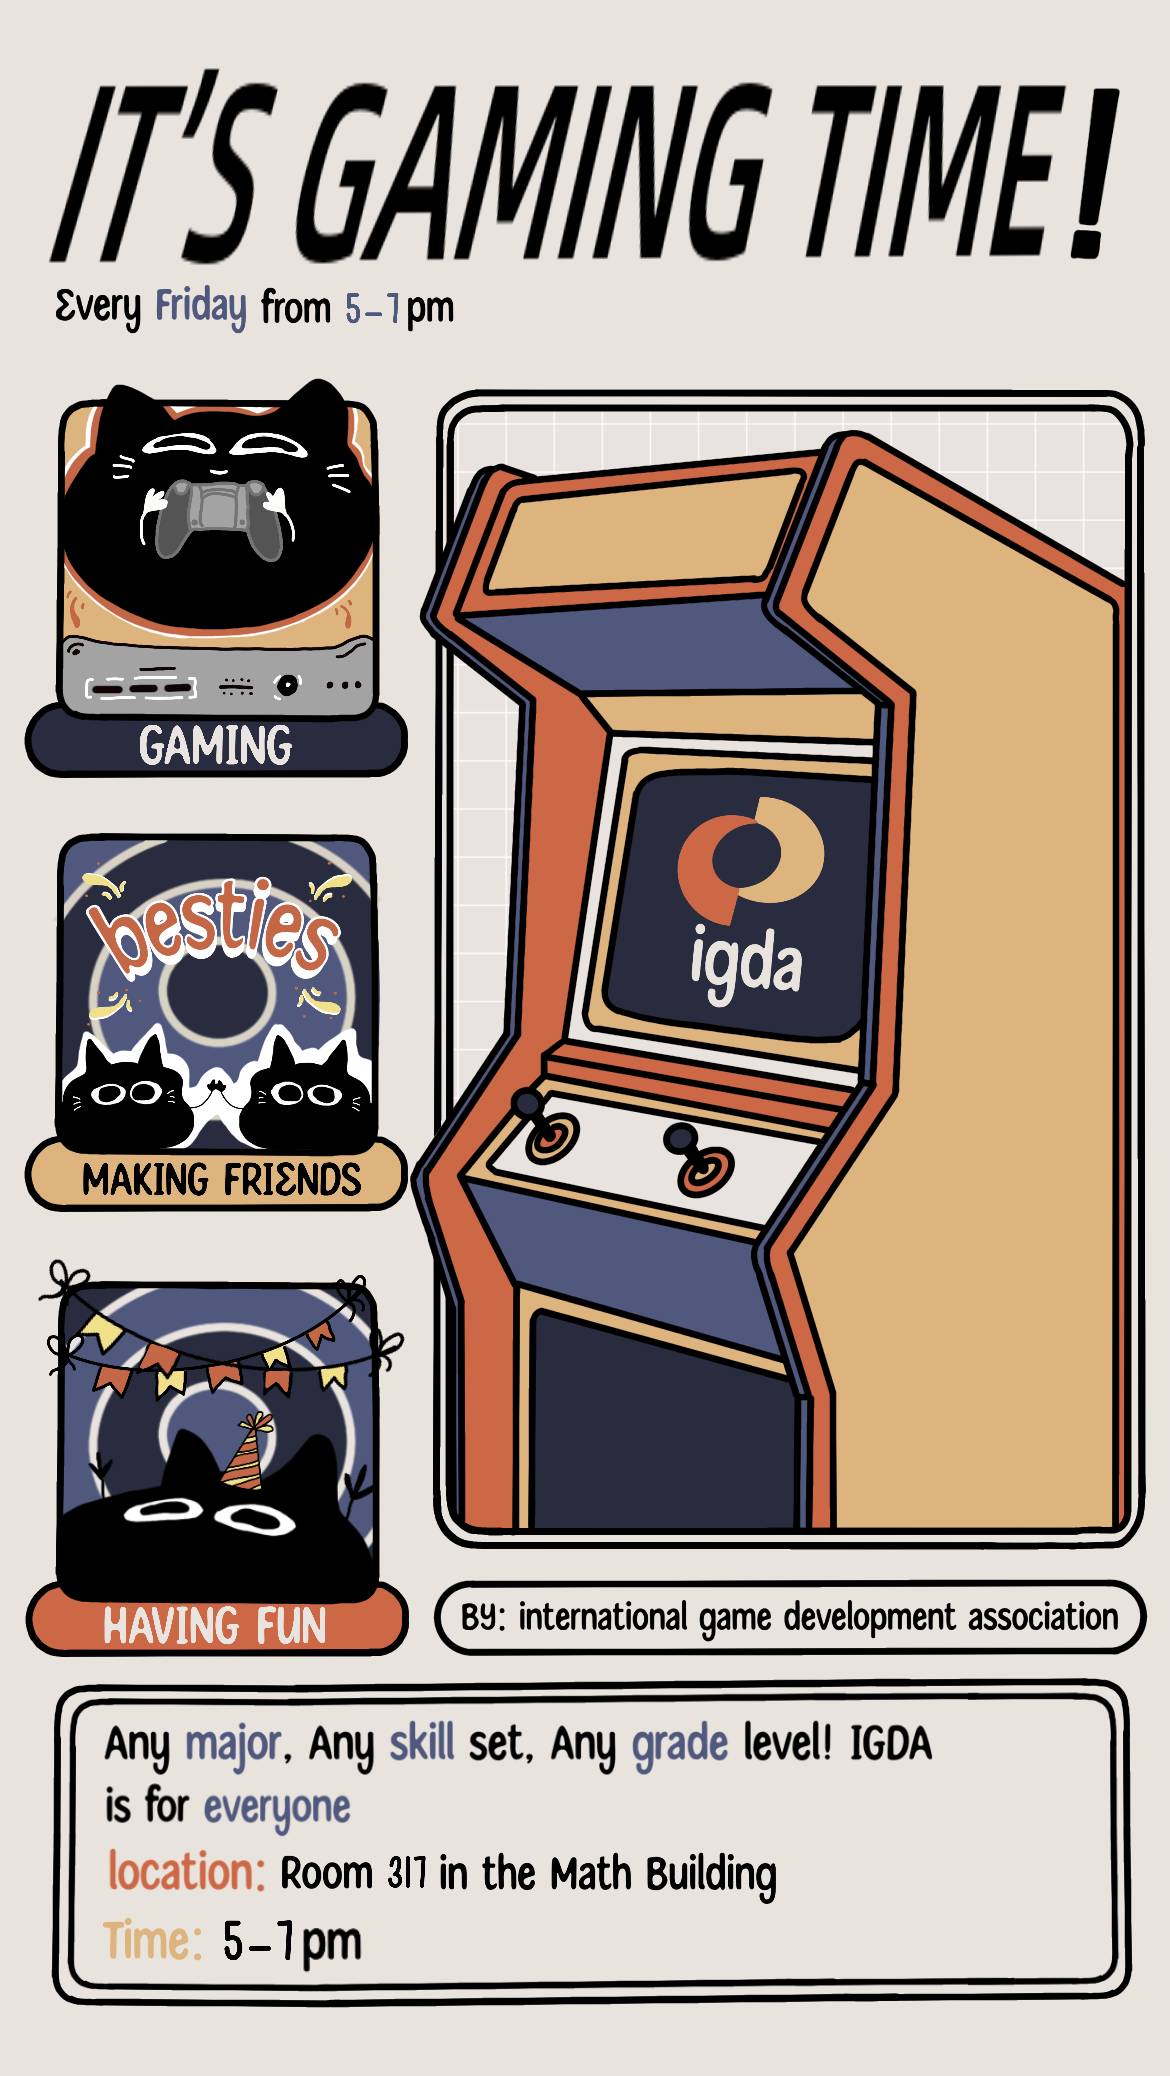 IT'S GAMING TIME!
Every Friday from 5-7pm
GAMING
besties
MAKING FRIENDS
HAVING FUN
igda
BY: international game development association
Any major, Any skill set, Any grade level! IGDA
is for everyone
location: Room 317 in the Math Building
Time: 5-7pm